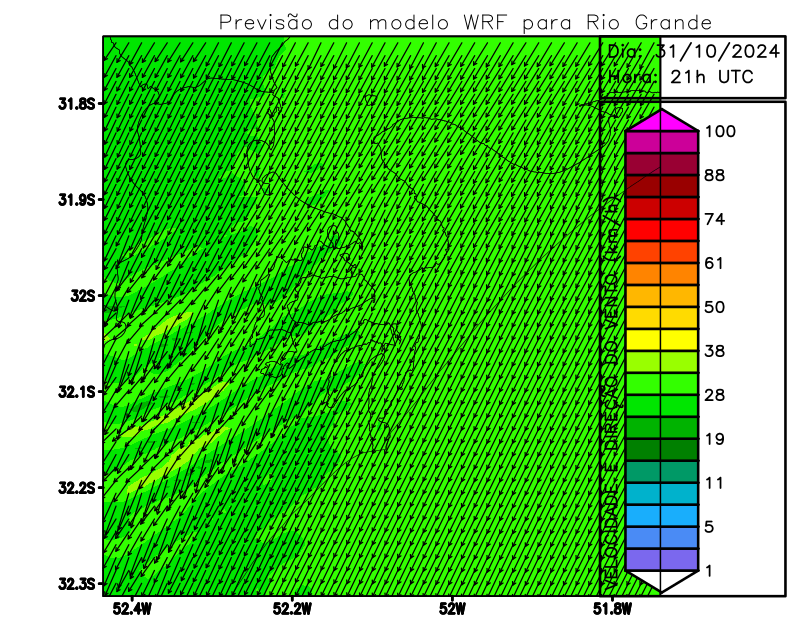 Previsão do modelo WRF para Rio Grande
Dia: 31/10/2024
Hora: 21h UTC
31.8S
31.9S
32S
32.1S
32.2S
32.3S
52.4W
52.2W
52W
51.8W
VELOCIDADE E DIREÇÃO DO VENTO (km/h)
100
88
74
61
50
38
28
19
11
5
1